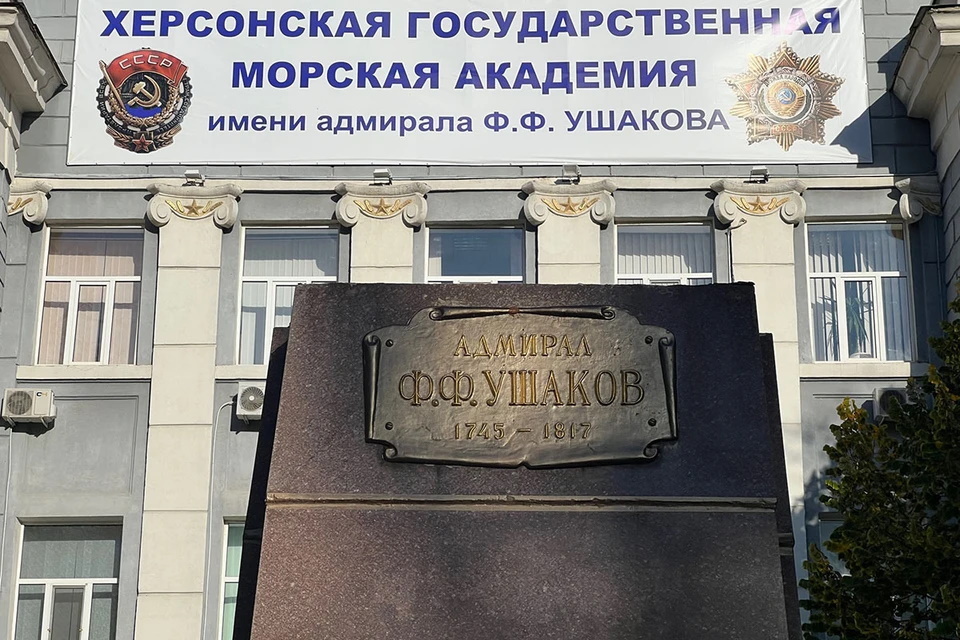 ХЕРСОНСКАЯ ГОСУДАРСТВЕННАЯ
МОРСКАЯ АКАДЕМИЯ
имени адмирала Ф.Ф. УШАКОВА
СССР
АДМИРАЛ
Ф.Ф.УШАКОВ
1745 – 1817